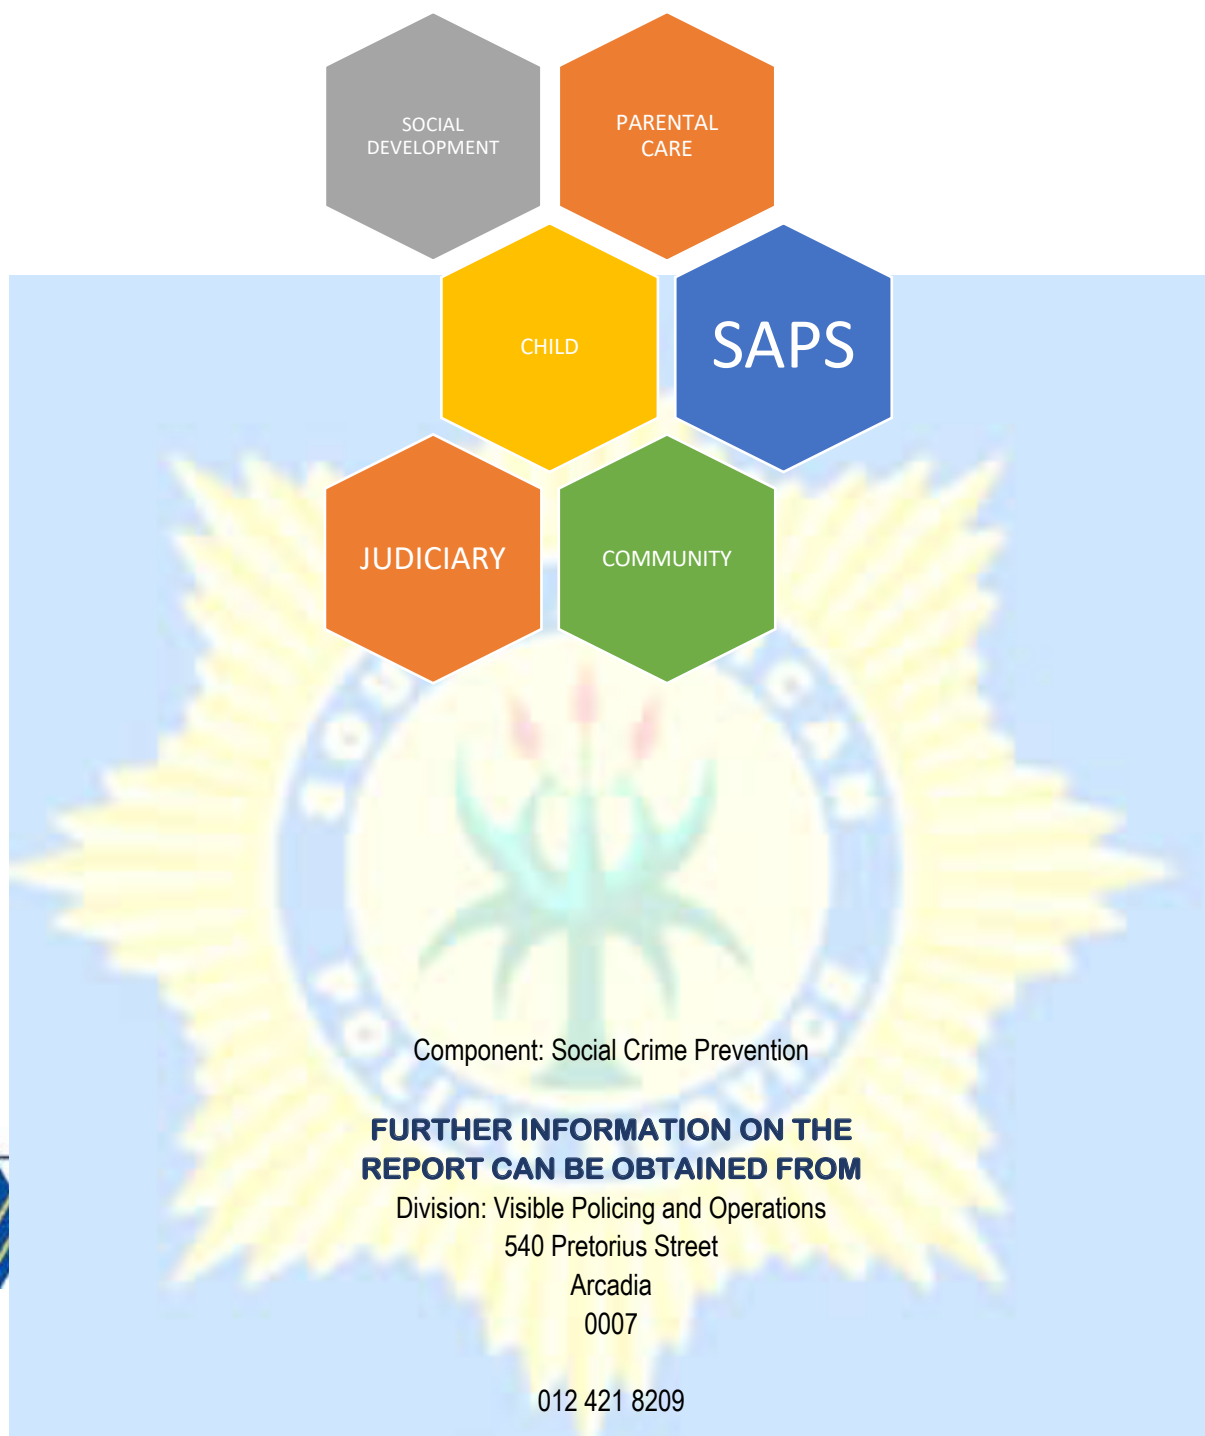 SOCIAL
DEVELOPMENT
PARENTAL
CARE
CHILD
SAPS
JUDICIARY
COMMUNITY
Component: Social Crime Prevention
FURTHER INFORMATION ON THE
REPORT CAN BE OBTAINED FROM
Division: Visible Policing and Operations
540 Pretorius Street
Arcadia
0007
012 421 8209